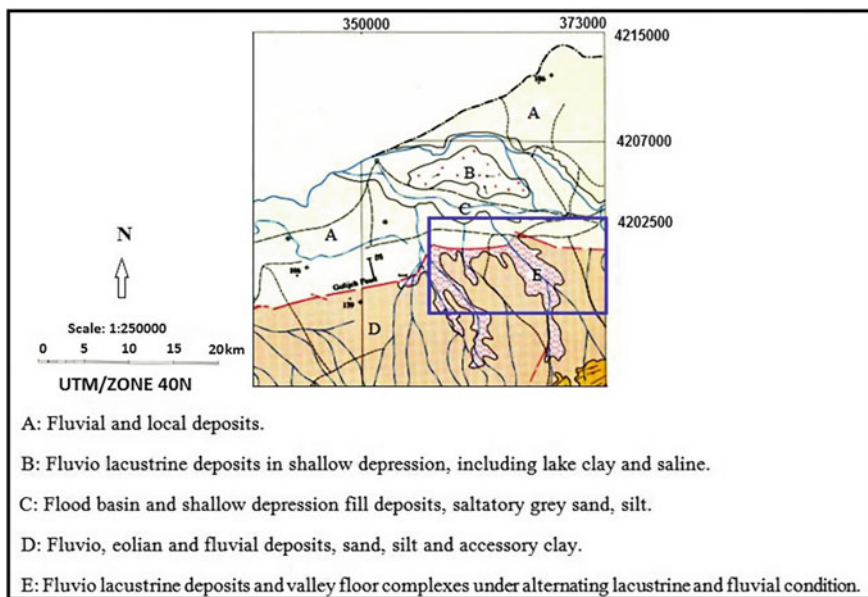 350000 373000
4215000
A
4207000
B
C
4202500
A
E
D
N
Scale: 1:250000
0 5 10 15 20km
UTM/ZONE 40N
A: Fluvial and local deposits.
B: Fluvio lacustrine deposits in shallow depression, including lake clay and saline.
C: Flood basin and shallow depression fill deposits, saltatory grey sand, silt.
D: Fluvio, eolian and fluvial deposits, sand, silt and accessory clay.
E: Fluvio lacustrine deposits and valley floor complexes under alternating lacustrine and fluvial condition.